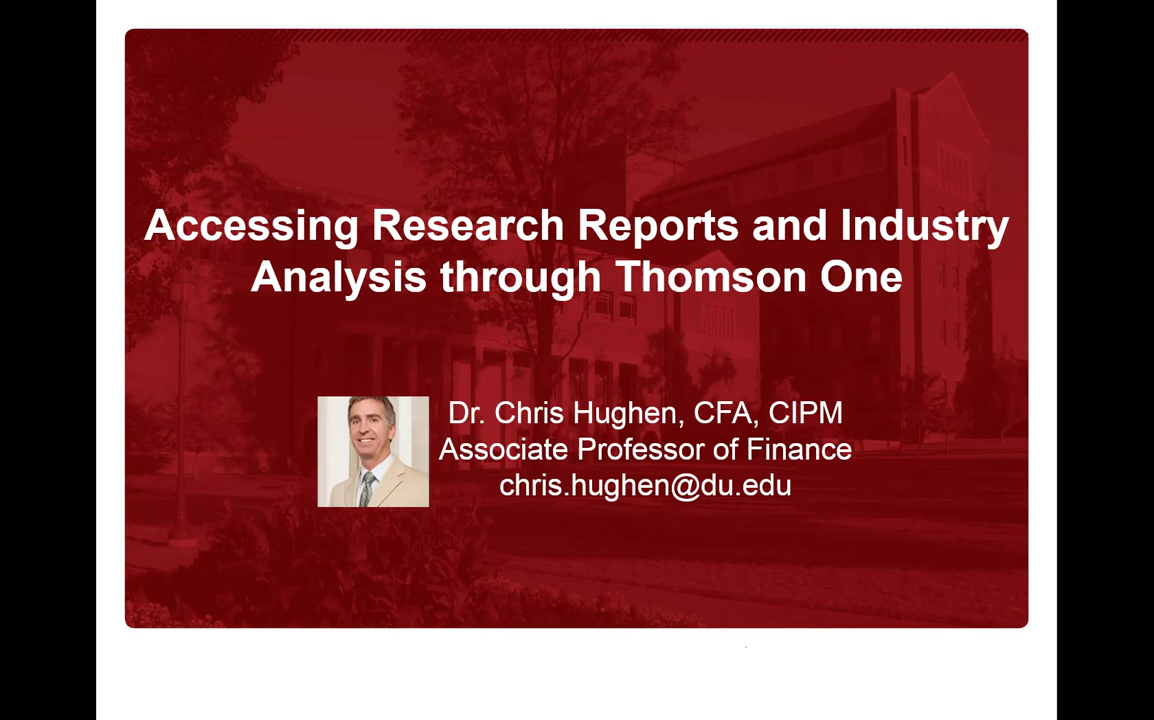 Accessing Research Reports and Industry
Analysis through Thomson One
Dr. Chris Hughen, CFA, CIPM
Associate Professor of Finance
chris.hughen@du.edu